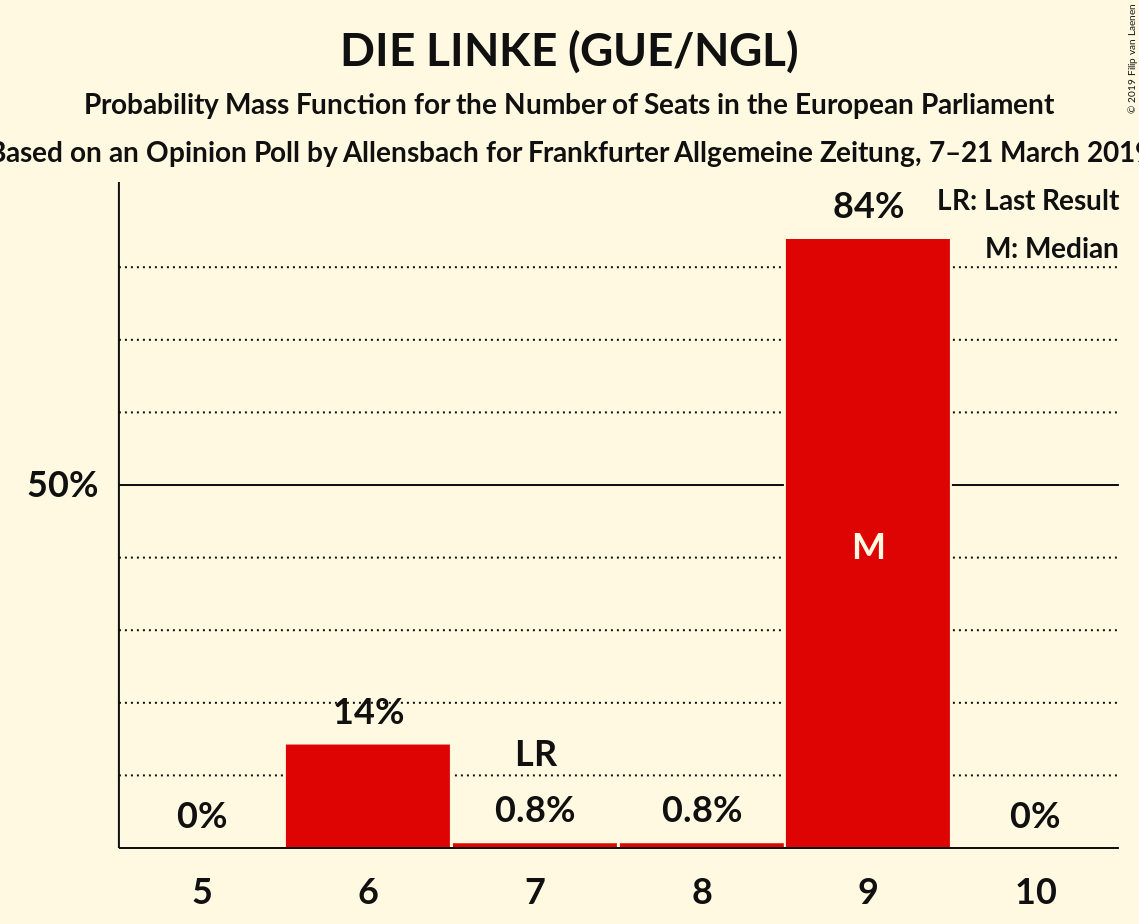 DIE LINKE (GUE/NGL)
Probability Mass Function for the Number of Seats in the European Parliament
Based on an Opinion Poll by Allensbach for Frankfurter Allgemeine Zeitung, 7–21 March 2019
© 2019 Filip van Laenen
84%
LR: Last Result
M: Median
50%
M
14%
LR
0%
0.8%
0.8%
0%
5 6 7 8 9 10